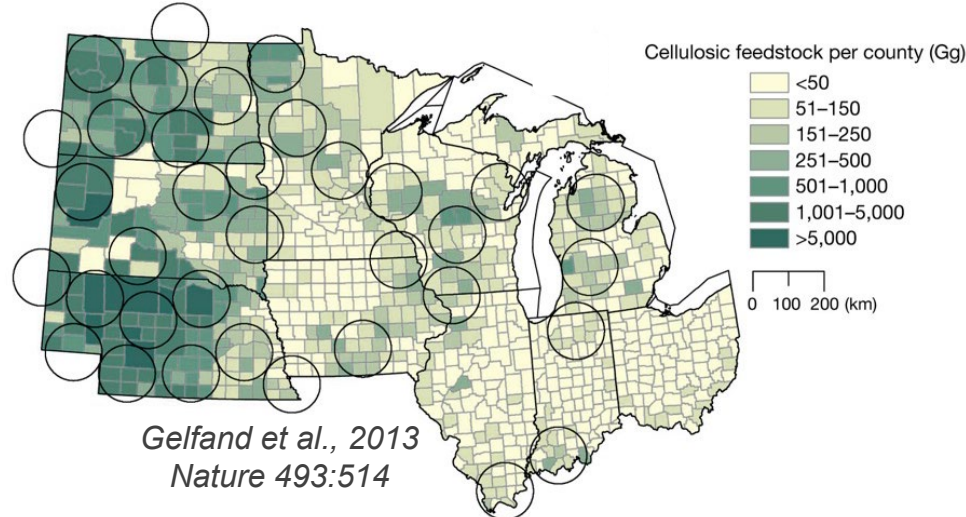 Cellulosic feedstock per county (Gg)
<50
51–150
151–250
251–500
501–1,000
1,001–5,000
>5,000
0 100 200 (km)
Gelfand et al., 2013
Nature 493:514